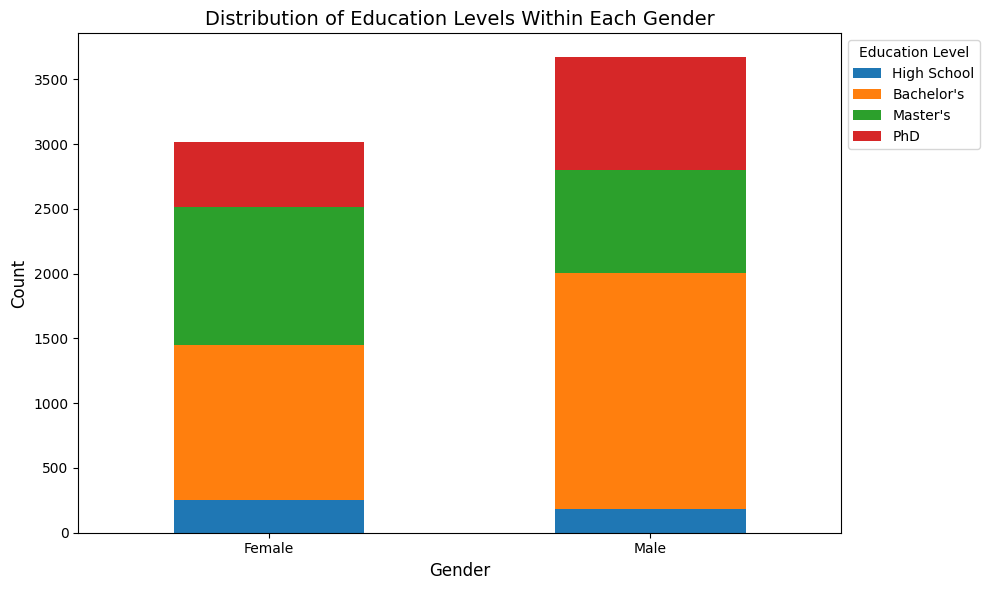 Distribution of Education Levels Within Each Gender
Education Level
High School
Bachelor's
Master's
PhD
Count
3500
3000
2500
2000
1500
1000
500
0
Female
Male
Gender